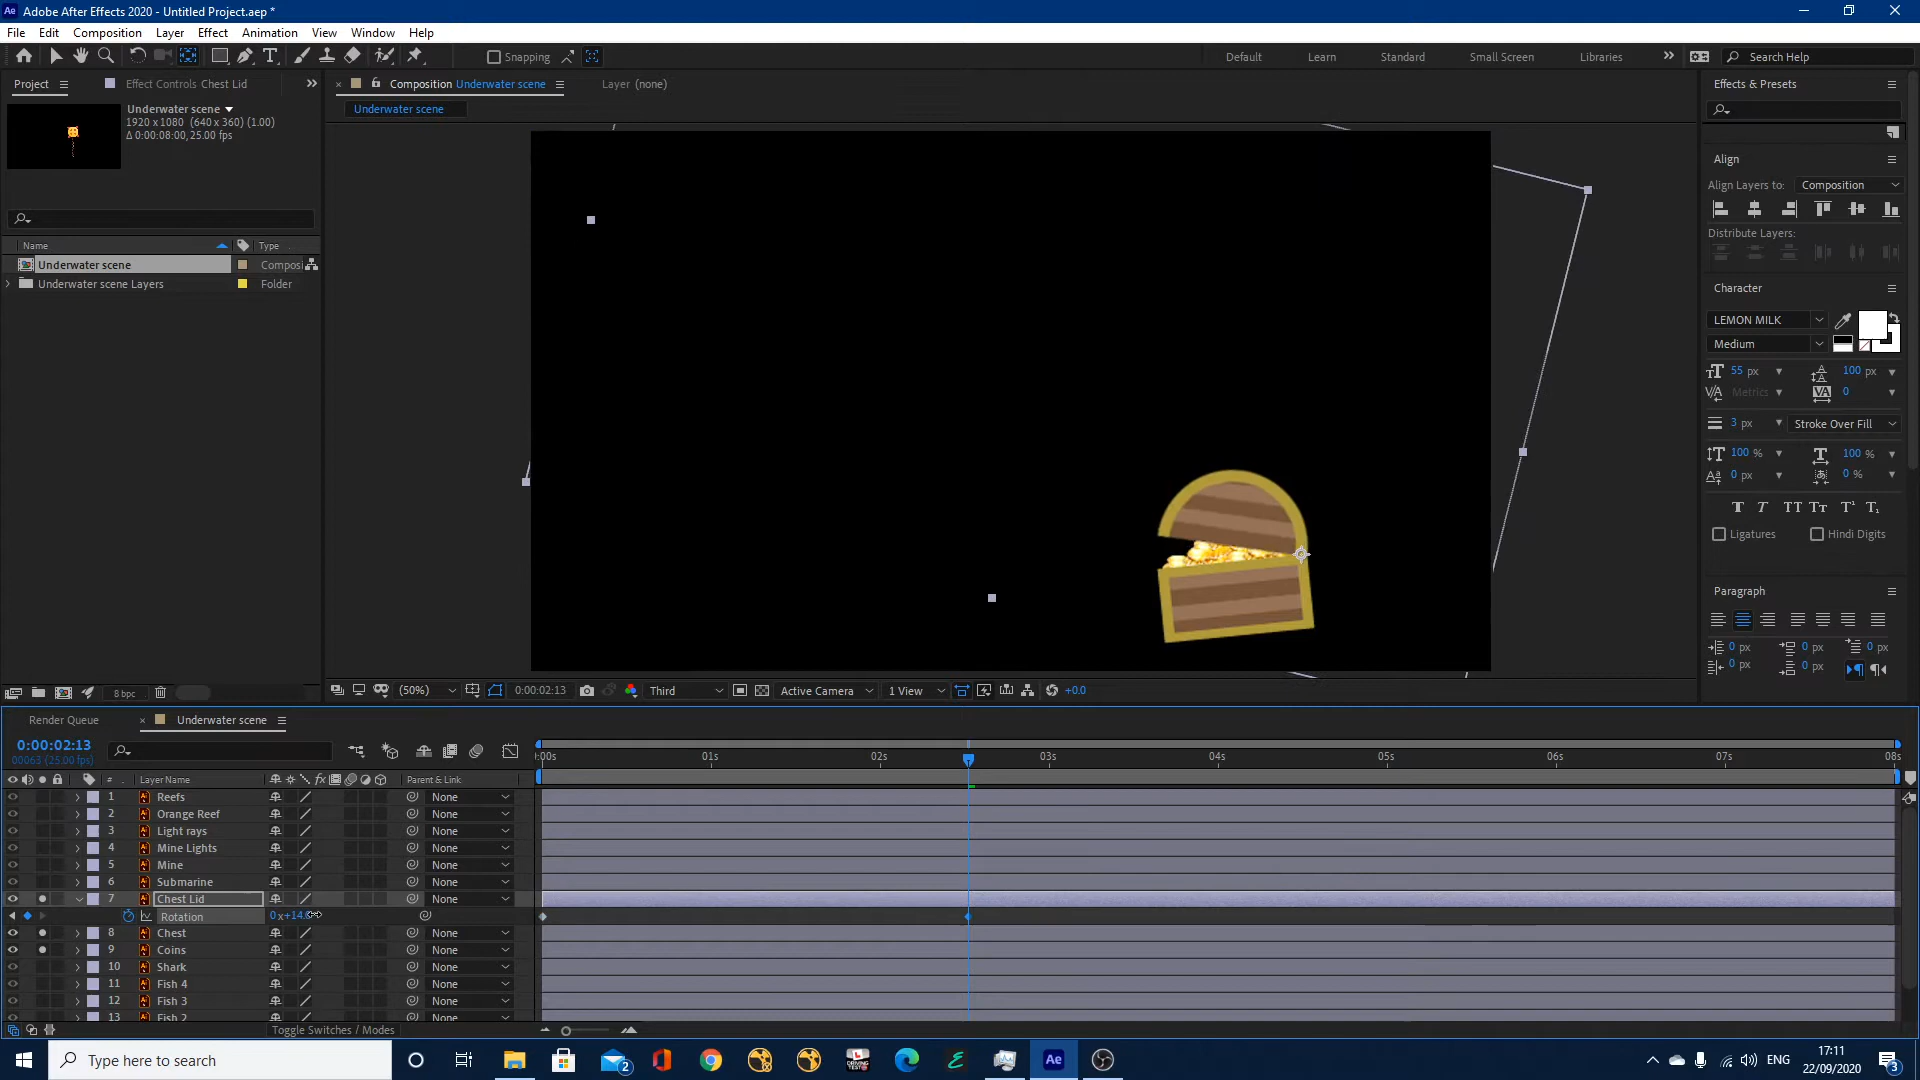 Adobe After Effects 2020 - Untitled Project.aep *
File Edit Composition Layer Effect Animation View Window Help
Snapping
Default Learn Standard Small Screen Libraries
Search Help
Project
Effect Controls Chest Lid
Composition Underwater scene
Layer (none)
Effects & Presets
Underwater scene
1920 x 1080 (640 x 360) (1.00)
Δ 0:00:08:00, 25.00 fps
Underwater scene
Align
Align Layers to: Composition
Distribute Layers:
Name Type
Underwater scene Composi
Underwater scene Layers Folder
Character
LEMON MILK
Medium
55 px 100 px
Metrics 0
3 px Stroke Over Fill
100 % 100 %
0 px 0 %
Ligatures Hindi Digits
Paragraph
0 px 0 px 0 px
0 px 0 px
8 bpc
(50%) 0:00:02:13 Third Active Camera 1 View +0.0
Render Queue
Underwater scene
0:00:02:13
00063 (25.00 fps)
:00s 01s 02s 03s 04s 05s 06s 07s 08s
# Layer Name Parent & Link
1 Reefs None
2 Orange Reef None
3 Light rays None
4 Mine Lights None
5 Mine None
6 Submarine None
7 Chest Lid None
Rotation 0x+14.
8 Chest None
9 Coins None
10 Shark None
11 Fish 4 None
12 Fish 3 None
13 Fish 2 None
Toggle Switches / Modes
Type here to search
2
Ae
ENG
17:11
22/09/2020
3